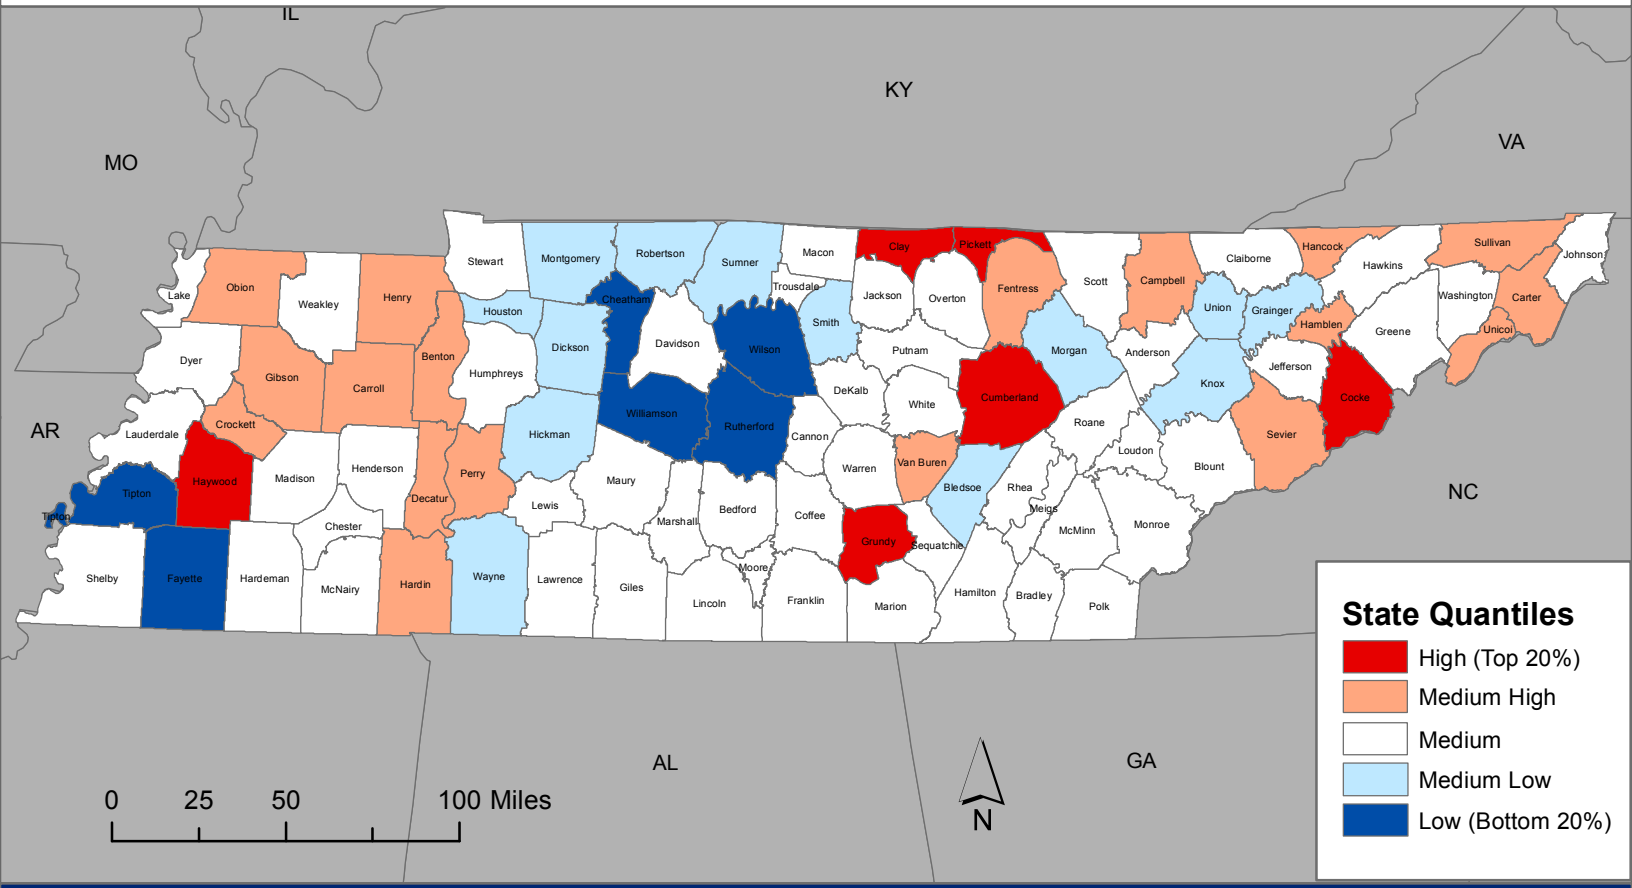 IL
KY
MO
VA
AR
NC
AL
GA
Stewart
Montgomery
Robertson
Sumner
Macon
Clay
Pickett
Scott
Campbell
Claiborne
Hancock
Hawkins
Sullivan
Johnson
Lake
Obion
Weakley
Henry
Houston
Cheatham
Trousdale
Jackson
Overton
Fentress
Union
Grainger
Hamblen
Washington
Carter
Unicoi
Greene
Dyer
Gibson
Carroll
Benton
Humphreys
Dickson
Davidson
Wilson
Smith
Putnam
Morgan
Anderson
Knox
Jefferson
Cocke
Lauderdale
Crockett
Hickman
Williamson
Rutherford
Cannon
DeKalb
White
Cumberland
Roane
Loudon
Blount
Sevier
Tipton
Tipton
Haywood
Madison
Henderson
Decatur
Perry
Lewis
Maury
Marshall
Bedford
Coffee
Warren
Van Buren
Bledsoe
Rhea
Meigs
McMinn
Monroe
Shelby
Fayette
Hardeman
Chester
McNairy
Hardin
Wayne
Lawrence
Giles
Lincoln
Moore
Franklin
Grundy
Sequatchie
Marion
Hamilton
Bradley
Polk
0 25 50 100 Miles
N
State Quantiles
High (Top 20%)
Medium High
Medium
Medium Low
Low (Bottom 20%)